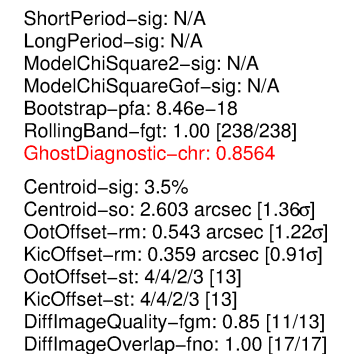 ShortPeriod−sig: N/A
LongPeriod−sig: N/A
ModelChiSquare2−sig: N/A
ModelChiSquareGof−sig: N/A
Bootstrap−pfa: 8.46e−18
RollingBand−fgt: 1.00 [238/238]
GhostDiagnostic−chr: 0.8564
Centroid−sig: 3.5%
Centroid−so: 2.603 arcsec [1.36σ]
OotOffset−rm: 0.543 arcsec [1.22σ]
KicOffset−rm: 0.359 arcsec [0.91σ]
OotOffset−st: 4/4/2/3 [13]
KicOffset−st: 4/4/2/3 [13]
DiffImageQuality−fgm: 0.85 [11/13]
DiffImageOverlap−fno: 1.00 [17/17]